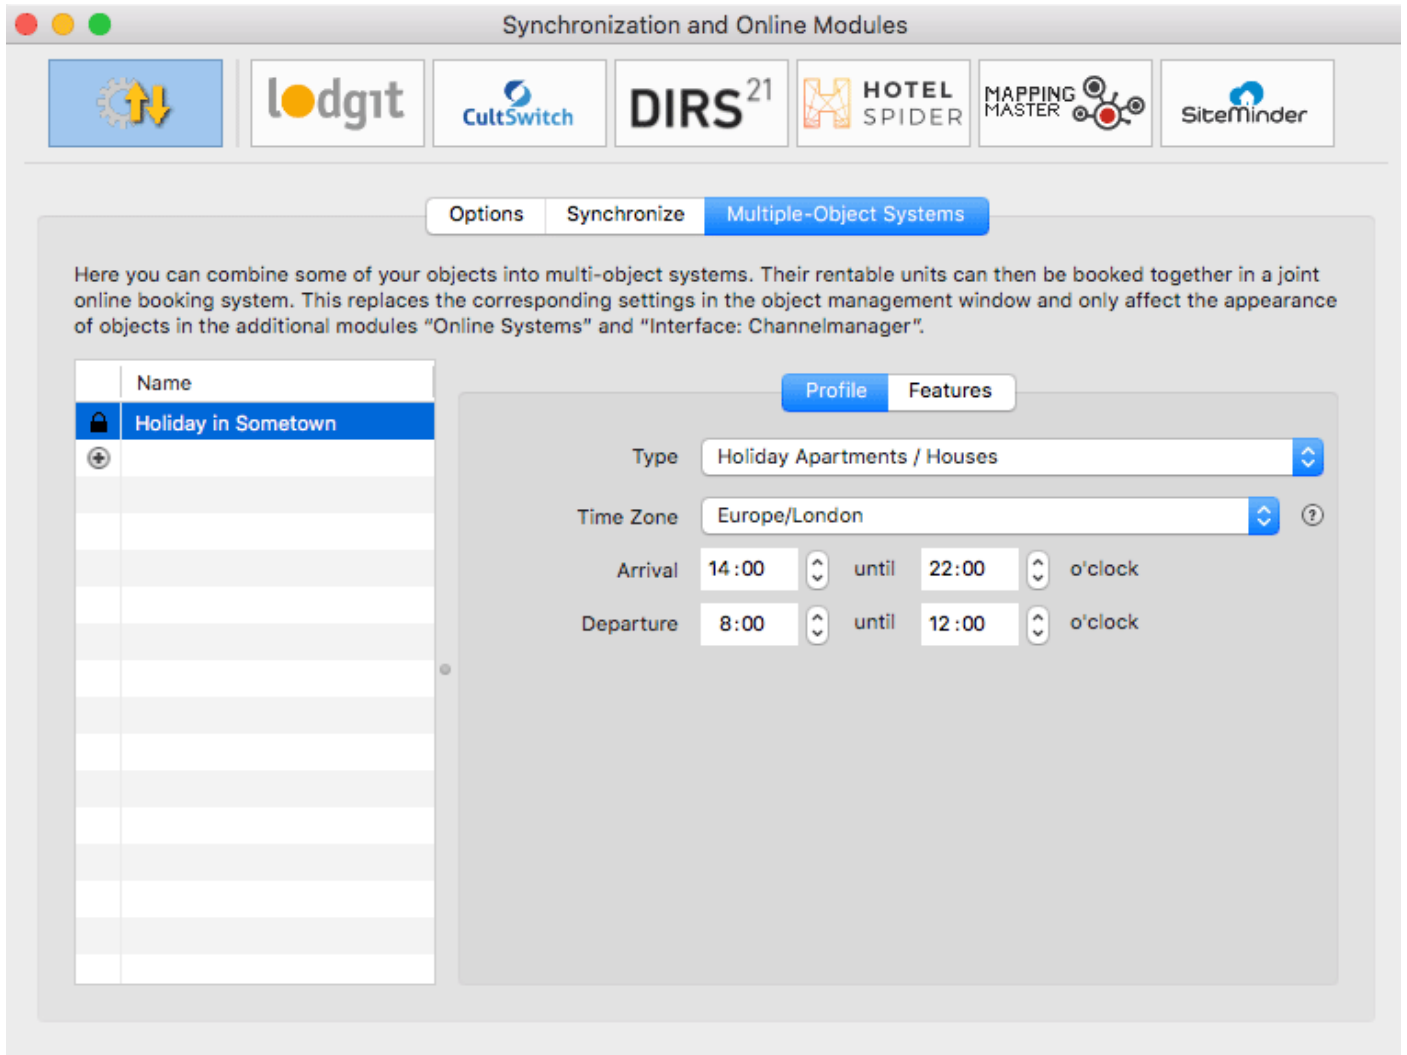 Synchronization and Online Modules
lodgit
CultSwitch
DIRS21
HOTEL
SPIDER
MAPPING
MASTER
SiteMinder
Options Synchronize Multiple-Object Systems
Here you can combine some of your objects into multi-object systems. Their rentable units can then be booked together in a joint
online booking system. This replaces the corresponding settings in the object management window and only affect the appearance
of objects in the additional modules “Online Systems” and “Interface: Channelmanager”.
Name
Holiday in Sometown
Profile Features
Type Holiday Apartments / Houses
Time Zone Europe/London ?
Arrival 14:00 until 22:00 o'clock
Departure 8:00 until 12:00 o'clock